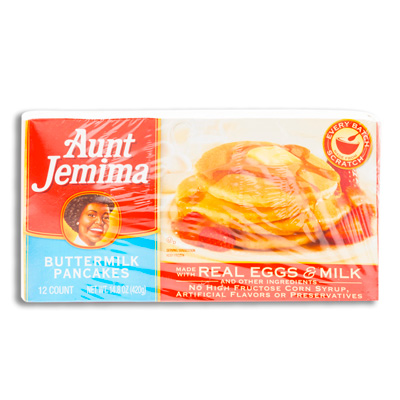 Aunt
Jemima
BUTTERMILK
PANCAKES
12 COUNT NET WT. 14.8 OZ (420g)
EVERY BATCH
SCRATCH
MADE WITH REAL EGGS & MILK
AND OTHER INGREDIENTS
NO HIGH FRUCTOSE CORN SYRUP,
ARTIFICIAL FLAVORS OR PRESERVATIVES